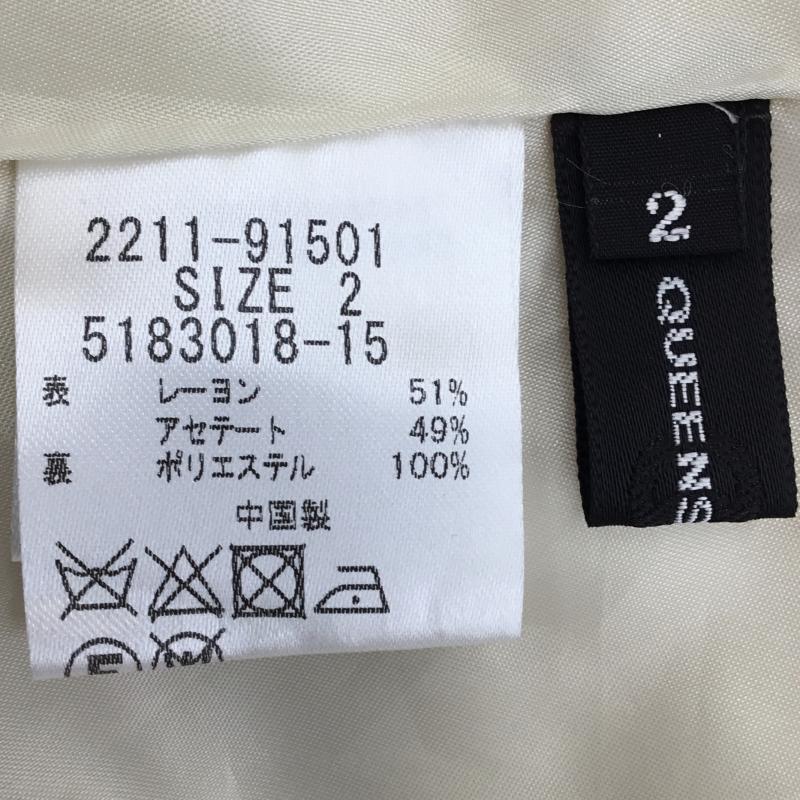 2211-91501
SIZE 2
5183018-15
表 レーヨン 51%
アセテート 49%
裏 ポリエステル 100%
中国製
2
QUEENS